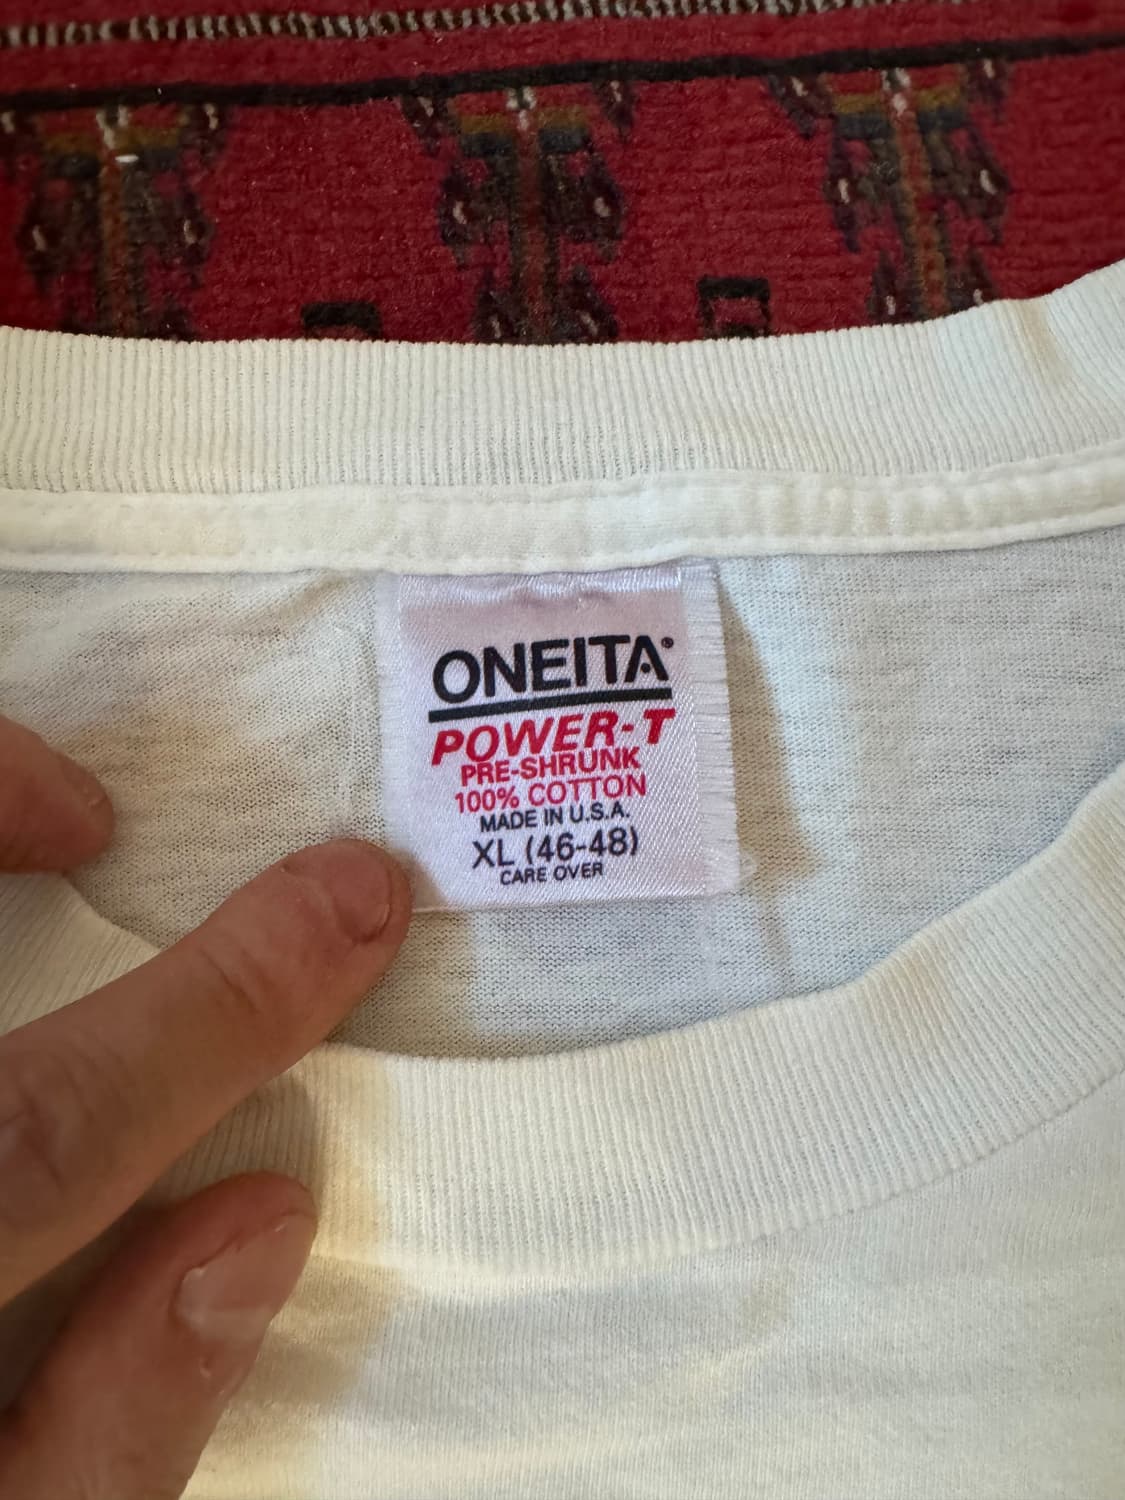 ONEITA®
POWER-T
PRE-SHRUNK
100% COTTON
MADE IN U.S.A.
XL (46-48)
CARE OVER